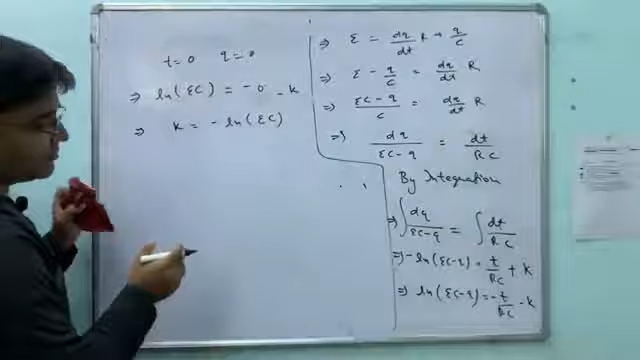 t=0 q=0
⇒ ln(εC) = -0 - k
⇒ k = - ln(εC)
⇒ ε = dq/dt R + q/c
⇒ ε - q/c = dq/dt R
⇒ εC-q/c = dq/dt R
⇒ dq/εC-q = dt/RC
By Integration
⇒ ∫ dq/εC-q = ∫ dt/RC
⇒ -ln(εC-q) = t/RC + k
⇒ ln(εC-q) = -t/RC - k